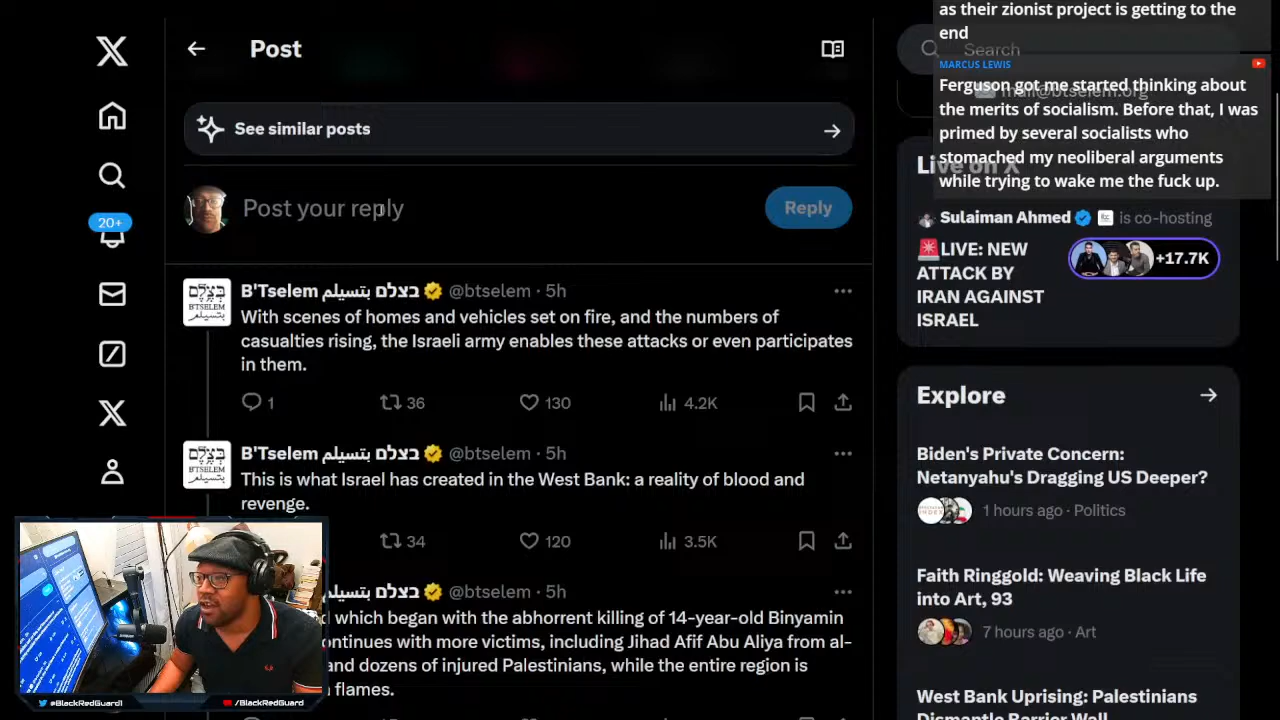 Post
See similar posts
Post your reply
Reply
20+
B'Tselem בצלם بتسيلم @btselem · 5h
With scenes of homes and vehicles set on fire, and the numbers of
casualties rising, the Israeli army enables these attacks or even participates
in them.
1 36 130 4.2K
B'Tselem בצלם بتسيلم @btselem · 5h
This is what Israel has created in the West Bank: a reality of blood and
revenge.
34 120 3.5K
בצלם بتسيلم @btselem · 5h
which began with the abhorrent killing of 14-year-old Binyamin
ontinues with more victims, including Jihad Afif Abu Aliya from al-
and dozens of injured Palestinians, while the entire region is
flames.
@BlackRedGuard1
/BlackRedGuard
as their zionist project is getting to the
end
Search
MARCUS LEWIS
Ferguson got me started thinking about
the merits of socialism. Before that, I was
primed by several socialists who
stomached my neoliberal arguments
while trying to wake me the fuck up.
mail@btselem.org
Live on X
Sulaiman Ahmed is co-hosting
LIVE: NEW
ATTACK BY
IRAN AGAINST
ISRAEL
+17.7K
Explore
Biden's Private Concern:
Netanyahu's Dragging US Deeper?
1 hours ago · Politics
Faith Ringgold: Weaving Black Life
into Art, 93
7 hours ago · Art
West Bank Uprising: Palestinians
Dismantle Barrier Wall